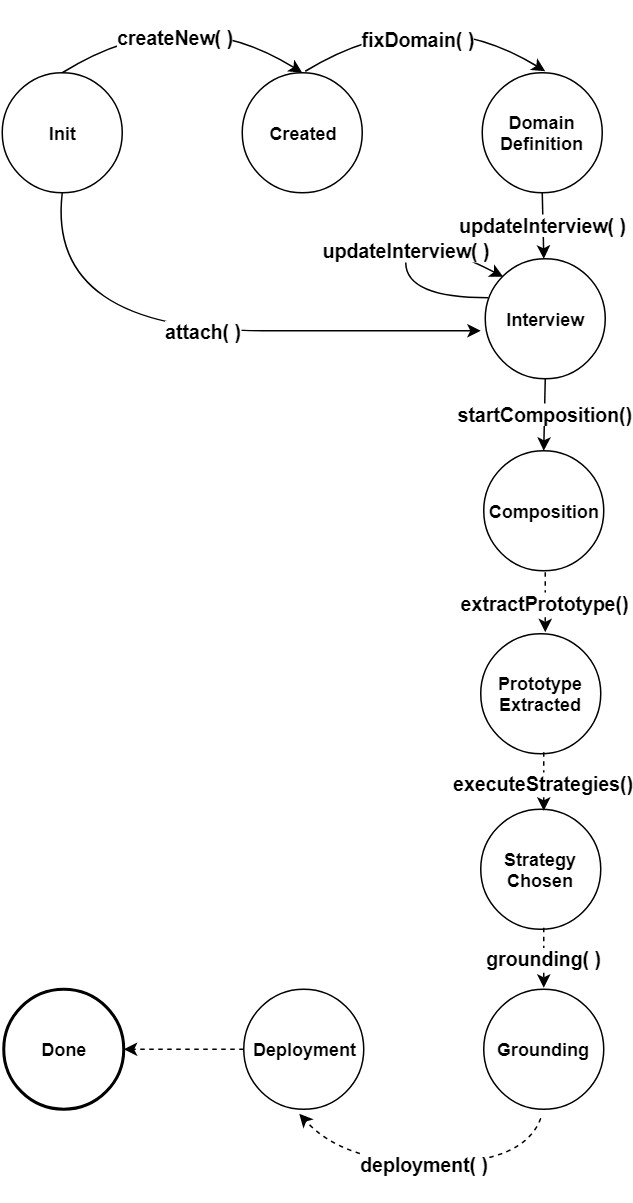 createNew( )
fixDomain( )
Init
Created
Domain
Definition
updateInterview( )
updateInterview( )
Interview
attach( )
startComposition()
Composition
extractPrototype()
Prototype
Extracted
executeStrategies()
Strategy
Chosen
grounding( )
Done
Deployment
Grounding
deployment( )